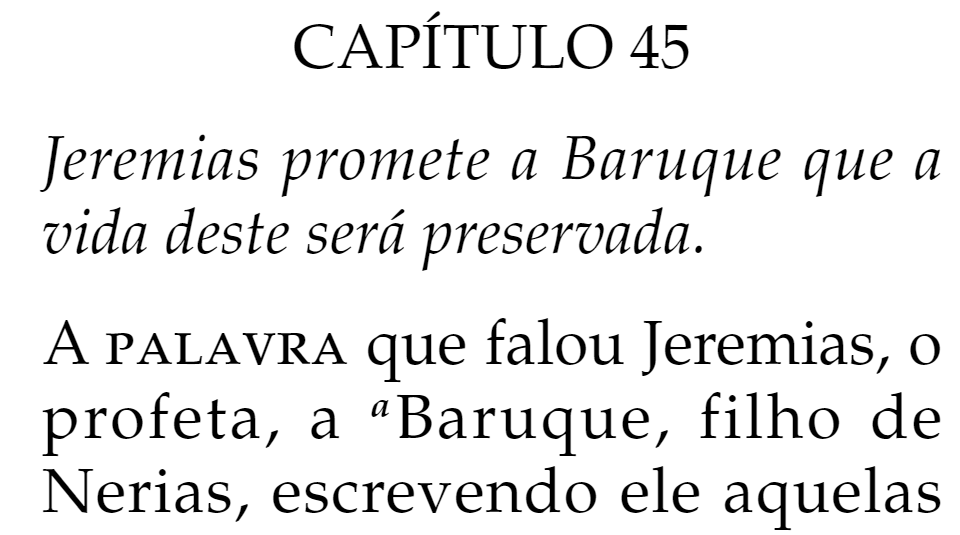 CAPÍTULO 45
Jeremias promete a Baruque que a
vida deste será preservada.
A PALAVRA que falou Jeremias, o
profeta, a ᵃBaruque, filho de
Nerias, escrevendo ele aquelas